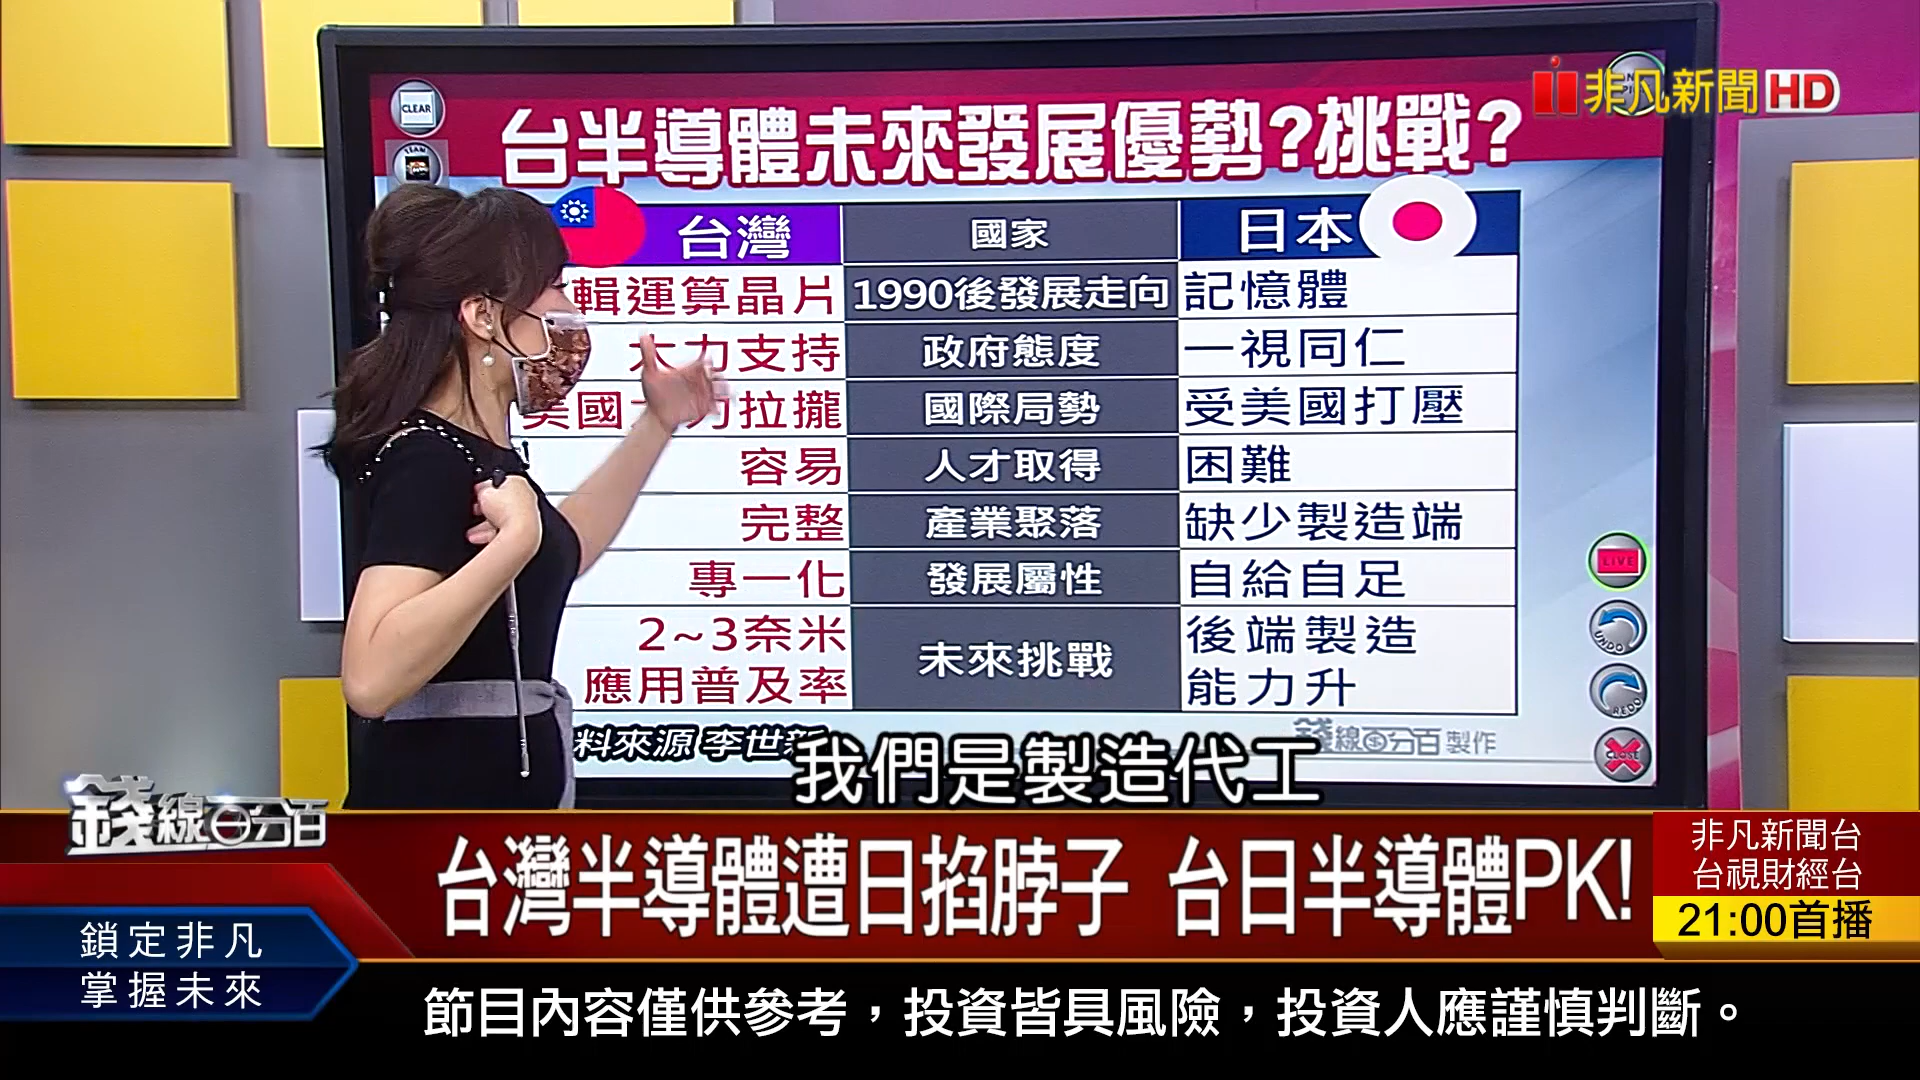 CLEAR
TEAM
非凡新聞HD
台半導體未來發展優勢?挑戰?
台灣 國家 日本
輯運算晶片 1990後發展走向 記憶體
大力支持 政府態度 一視同仁
美國大力拉攏 國際局勢 受美國打壓
容易 人才取得 困難
完整 產業聚落 缺少製造端
專一化 發展屬性 自給自足
2~3奈米
應用普及率
未來挑戰
後端製造
能力升
LIVE
UNDO
REDO
CLOSE
料來源 李世新
錢線百分百 製作
我們是製造代工
錢線百分百
台灣半導體遭日掐脖子 台日半導體PK!
非凡新聞台
台視財經台
21:00首播
鎖定非凡
掌握未來
節目內容僅供參考，投資皆具風險，投資人應謹慎判斷。